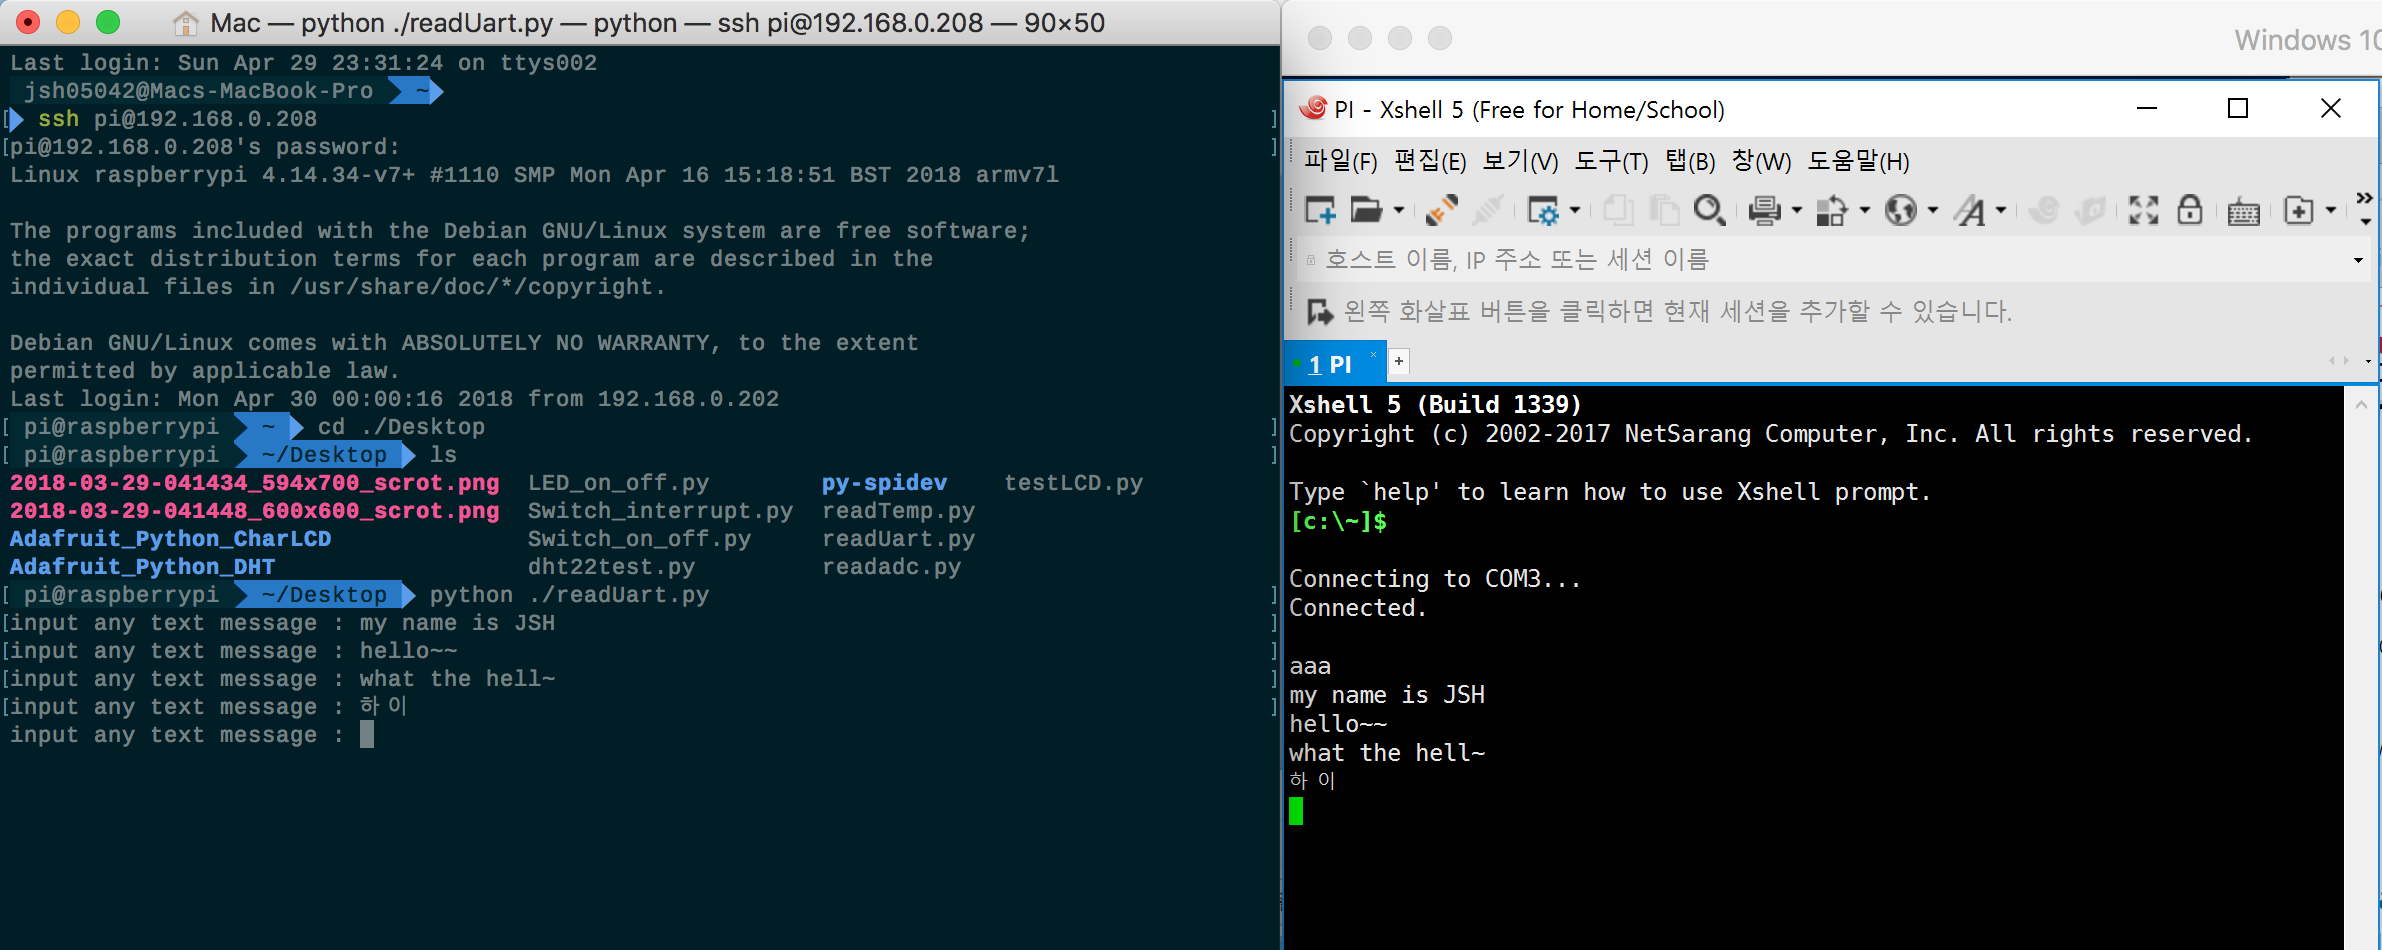 Mac — python ./readUart.py — python — ssh pi@192.168.0.208 — 90×50
Last login: Sun Apr 29 23:31:24 on ttys002
jsh05042@Macs-MacBook-Pro ~
ssh pi@192.168.0.208
[pi@192.168.0.208's password: ]
Linux raspberrypi 4.14.34-v7+ #1110 SMP Mon Apr 16 15:18:51 BST 2018 armv7l
The programs included with the Debian GNU/Linux system are free software;
the exact distribution terms for each program are described in the
individual files in /usr/share/doc/*/copyright.
Debian GNU/Linux comes with ABSOLUTELY NO WARRANTY, to the extent
permitted by applicable law.
Last login: Mon Apr 30 00:00:16 2018 from 192.168.0.202
[ pi@raspberrypi ~ cd ./Desktop ]
[ pi@raspberrypi ~/Desktop ls ]
2018-03-29-041434_594x700_scrot.png LED_on_off.py py-spidev testLCD.py
2018-03-29-041448_600x600_scrot.png Switch_interrupt.py readTemp.py
Adafruit_Python_CharLCD Switch_on_off.py readUart.py
Adafruit_Python_DHT dht22test.py readadc.py
[ pi@raspberrypi ~/Desktop python ./readUart.py ]
[input any text message : my name is JSH ]
[input any text message : hello~~ ]
[input any text message : what the hell~ ]
[input any text message : 하이 ]
input any text message :
Windows 10
PI - Xshell 5 (Free for Home/School)
파일(F) 편집(E) 보기(V) 도구(T) 탭(B) 창(W) 도움말(H)
호스트 이름, IP 주소 또는 세션 이름
왼쪽 화살표 버튼을 클릭하면 현재 세션을 추가할 수 있습니다.
1 PI
Xshell 5 (Build 1339)
Copyright (c) 2002-2017 NetSarang Computer, Inc. All rights reserved.
Type `help' to learn how to use Xshell prompt.
[c:\~]$
Connecting to COM3...
Connected.
aaa
my name is JSH
hello~~
what the hell~
하이